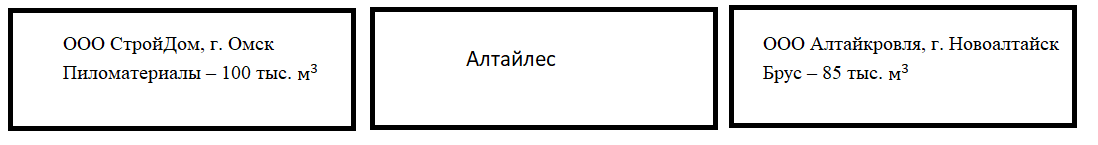 ООО СтройДом, г. Омск
Пиломатериалы – 100 тыс. м³
Алтайлес
ООО Алтайкровля, г. Новоалтайск
Брус – 85 тыс. м³